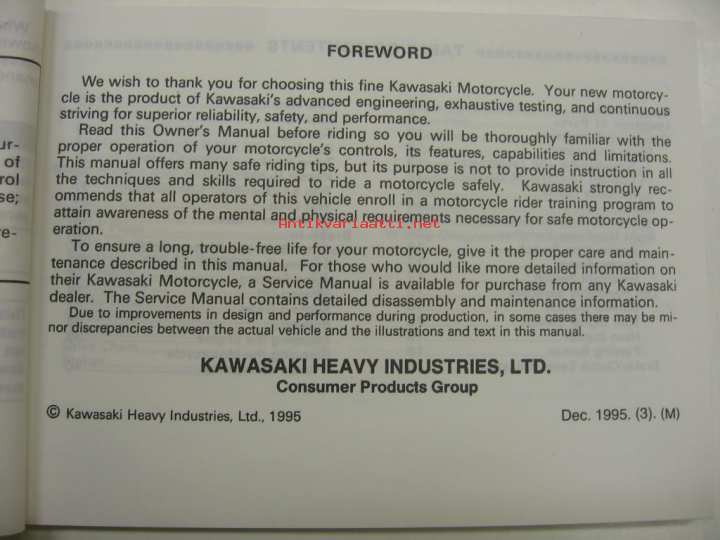 FOREWORD
We wish to thank you for choosing this fine Kawasaki Motorcycle. Your new motorcy-
cle is the product of Kawasaki's advanced engineering, exhaustive testing, and continuous
striving for superior reliability, safety, and performance.
Read this Owner's Manual before riding so you will be thoroughly familiar with the
proper operation of your motorcycle's controls, its features, capabilities and limitations.
This manual offers many safe riding tips, but its purpose is not to provide instruction in all
the techniques and skills required to ride a motorcycle safely. Kawasaki strongly rec-
ommends that all operators of this vehicle enroll in a motorcycle rider training program to
attain awareness of the mental and physical requirements necessary for safe motorcycle op-
eration.
Antikvariaatti.net
To ensure a long, trouble-free life for your motorcycle, give it the proper care and main-
tenance described in this manual. For those who would like more detailed information on
their Kawasaki Motorcycle, a Service Manual is available for purchase from any Kawasaki
dealer. The Service Manual contains detailed disassembly and maintenance information.
Due to improvements in design and performance during production, in some cases there may be mi-
nor discrepancies between the actual vehicle and the illustrations and text in this manual.
KAWASAKI HEAVY INDUSTRIES, LTD.
Consumer Products Group
© Kawasaki Heavy Industries, Ltd., 1995 Dec. 1995. (3). (M)
ur-
of
rol
se;
re-